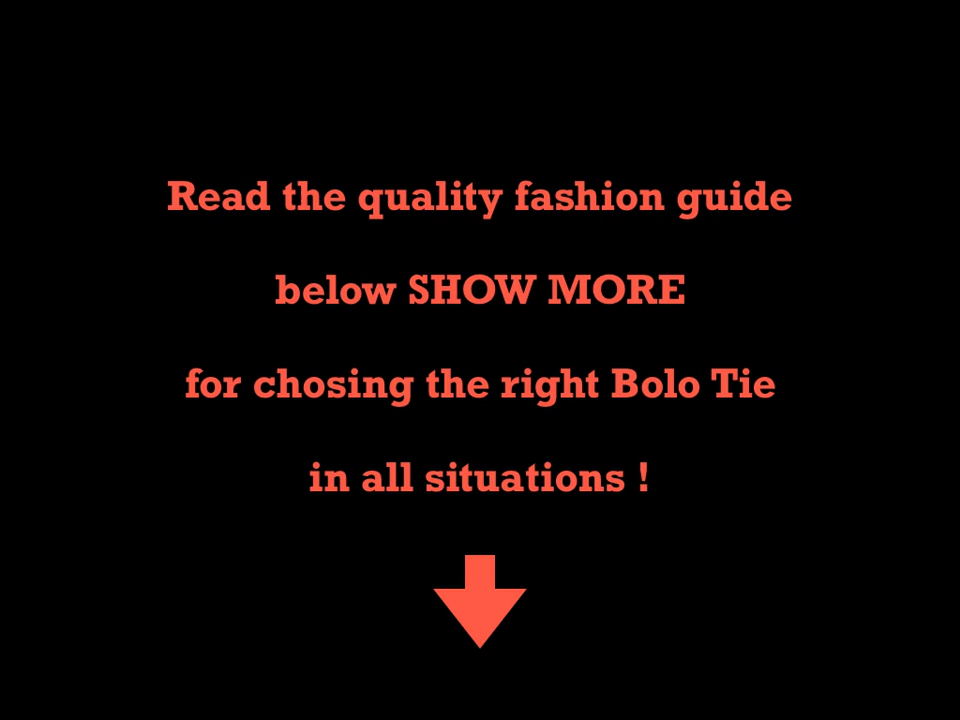 Read the quality fashion guide
below SHOW MORE
for chosing the right Bolo Tie
in all situations !